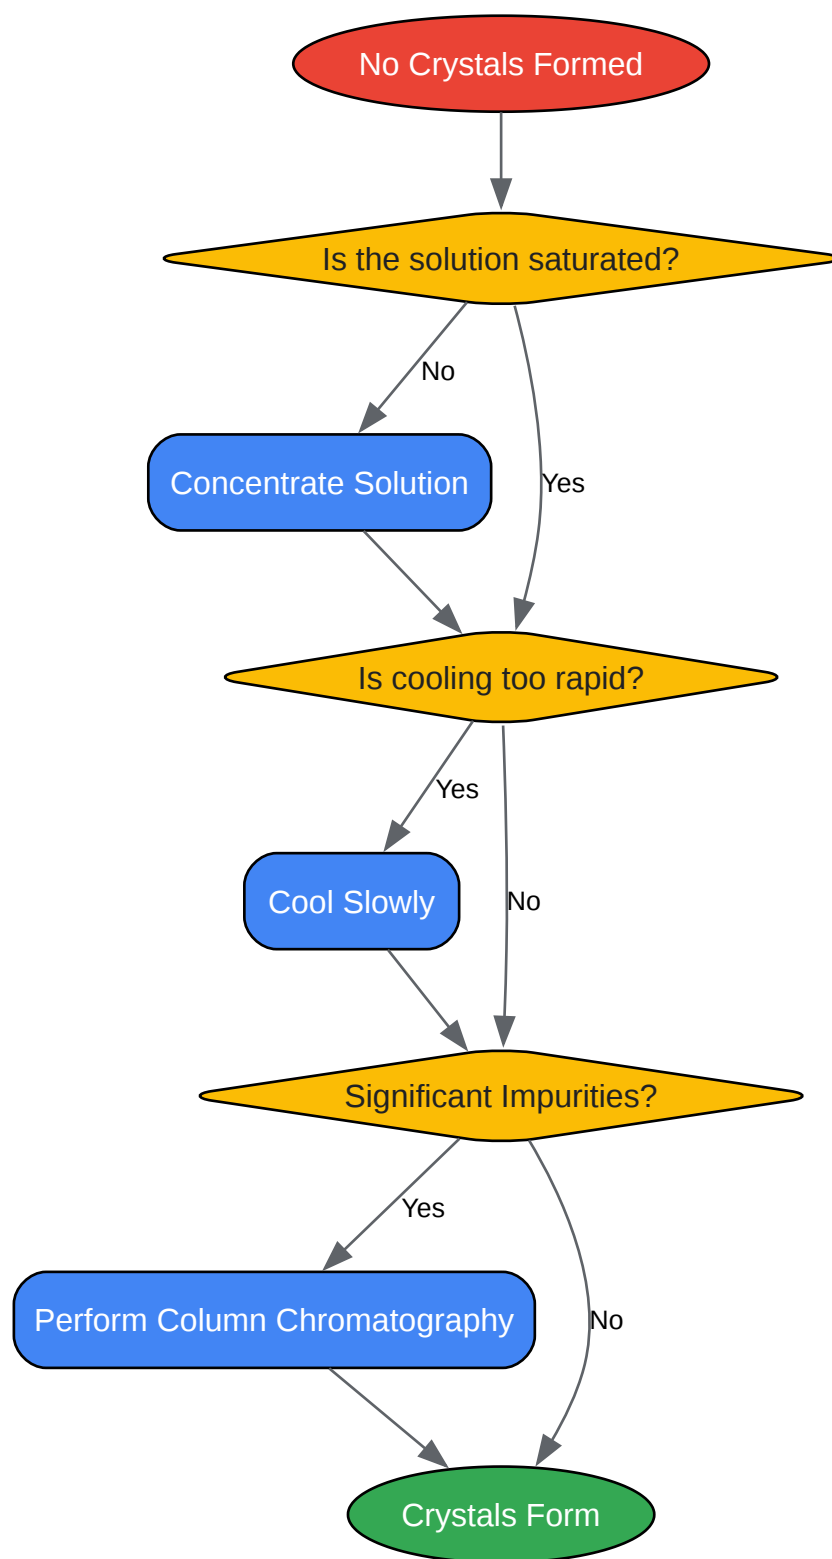 No Crystals Formed
Is the solution saturated?
No
Concentrate Solution
Yes
Is cooling too rapid?
Yes
Cool Slowly
No
Significant Impurities?
Yes
Perform Column Chromatography
No
Crystals Form